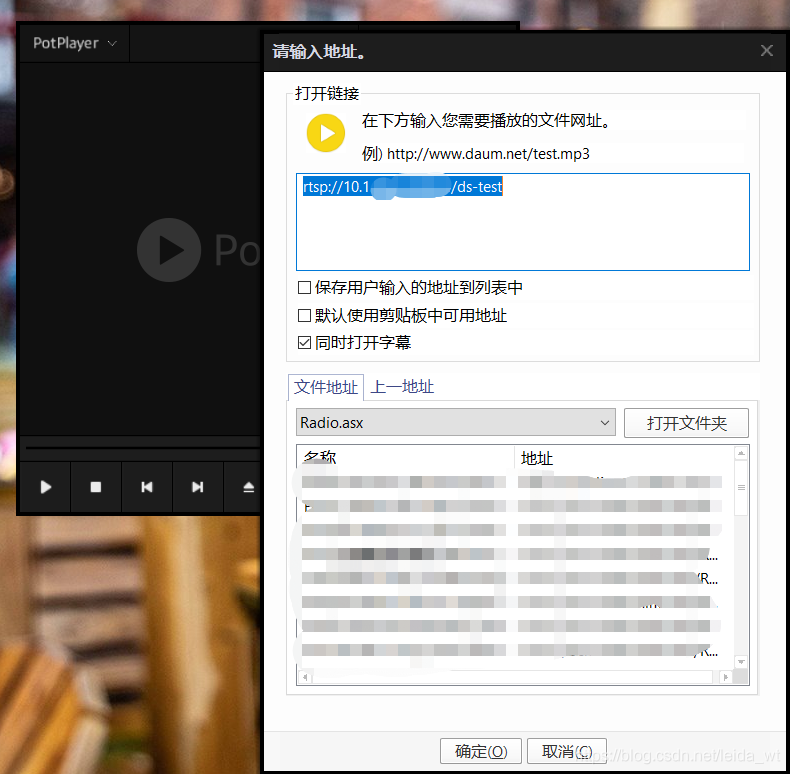 PotPlayer
请输入地址。
打开链接
在下方输入您需要播放的文件网址。
例) http://www.daum.net/test.mp3
rtsp://10.1 /ds-test
Po
保存用户输入的地址到列表中
默认使用剪贴板中可用地址
同时打开字幕
文件地址 上一地址
Radio.asx 打开文件夹
名称 地址
/R...
/R...
确定(O) 取消(C)
https://blog.csdn.net/leida_wt